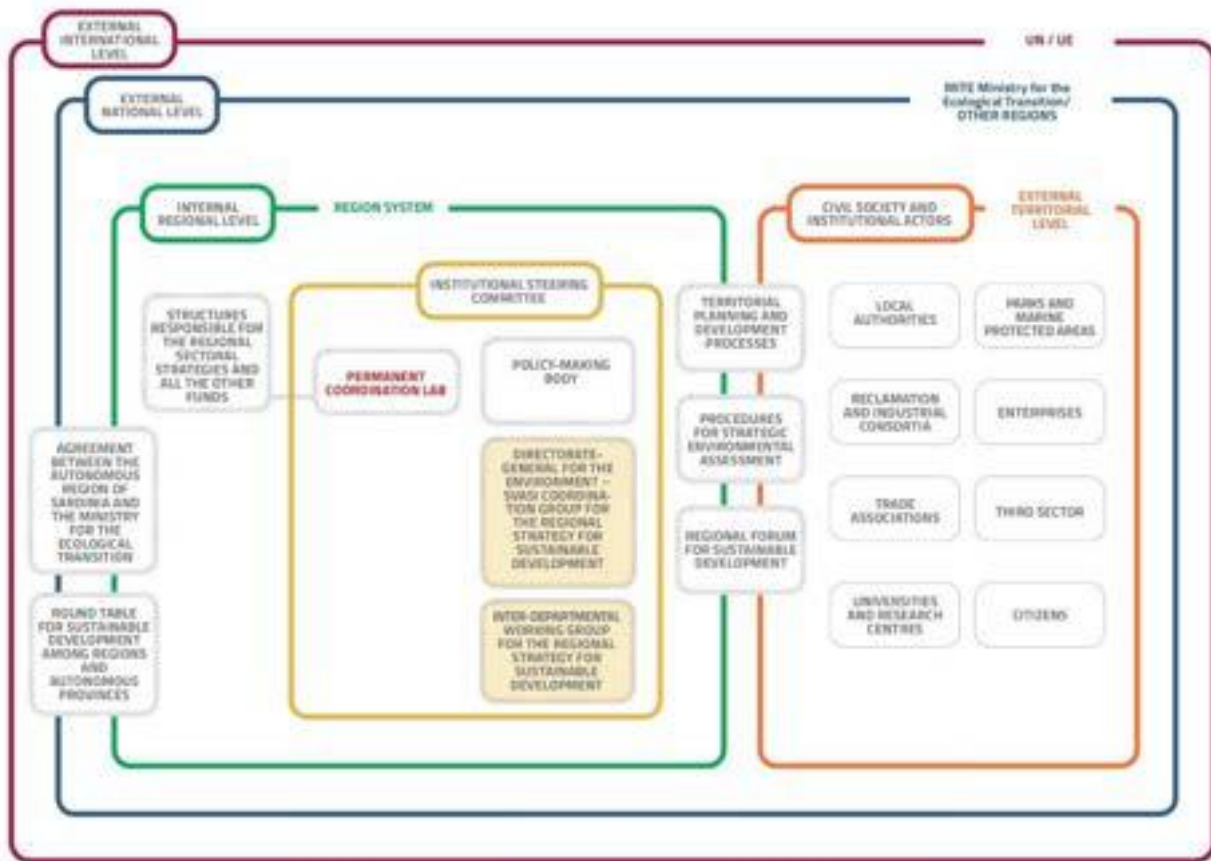 EXTERNAL
INTERNATIONAL
LEVEL
UN / UE
EXTERNAL
NATIONAL LEVEL
MITE Ministry for the
Ecological Transition/
OTHER REGIONS
INTERNAL
REGIONAL LEVEL
REGION SYSTEM
CIVIL SOCIETY AND
INSTITUTIONAL ACTORS
EXTERNAL
TERRITORIAL
LEVEL
STRUCTURES
RESPONSIBLE FOR
THE REGIONAL
SECTORAL
STRATEGIES AND
ALL THE OTHER
FUNDS
INSTITUTIONAL STEERING
COMMITTEE
PERMANENT
COORDINATION LAB
POLICY-MAKING
BODY
DIRECTORATE-
GENERAL FOR THE
ENVIRONMENT –
SVASI COORDINA-
TION GROUP FOR
THE REGIONAL
STRATEGY FOR
SUSTAINABLE
DEVELOPMENT
INTER-DEPARTMENTAL
WORKING GROUP
FOR THE REGIONAL
STRATEGY FOR
SUSTAINABLE
DEVELOPMENT
AGREEMENT
BETWEEN THE
AUTONOMOUS
REGION OF
SARDINIA AND
THE MINISTRY
FOR THE
ECOLOGICAL
TRANSITION
ROUND TABLE
FOR SUSTAINABLE
DEVELOPMENT
AMONG REGIONS
AND
AUTONOMOUS
PROVINCES
TERRITORIAL
PLANNING AND
DEVELOPMENT
PROCESSES
PROCEDURES
FOR STRATEGIC
ENVIRONMENTAL
ASSESSMENT
REGIONAL FORUM
FOR SUSTAINABLE
DEVELOPMENT
LOCAL
AUTHORITIES
PARKS AND
MARINE
PROTECTED AREAS
RECLAMATION
AND INDUSTRIAL
CONSORTIA
ENTERPRISES
TRADE
ASSOCIATIONS
THIRD SECTOR
UNIVERSITIES
AND RESEARCH
CENTRES
CITIZENS